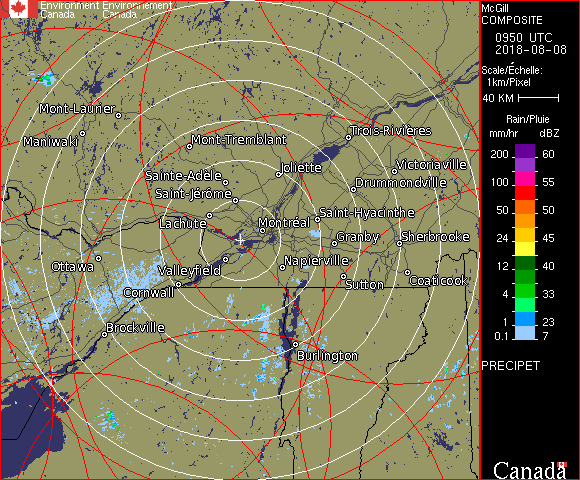 Environment Environnement
Canada Canada
McGill
COMPOSITE
0950 UTC
2018-08-08
Scale/Échelle:
1km/Pixel
40 KM
Rain/Pluie
mm/hr dBZ
200 60
150 57
100 55
50 50
24 45
12 40
4 33
1 23
0.1 7
PRECIPET
Canada
Mont-Laurier
Maniwaki
Mont-Tremblant
Trois-Rivières
Joliette
Victoriaville
Sainte-Adèle
Drummondville
Saint-Jérôme
Saint-Hyacinthe
Lachute
Montréal
Granby
Sherbrooke
Ottawa
Valleyfield
Napierville
Coaticook
Sutton
Cornwall
Brockville
Burlington